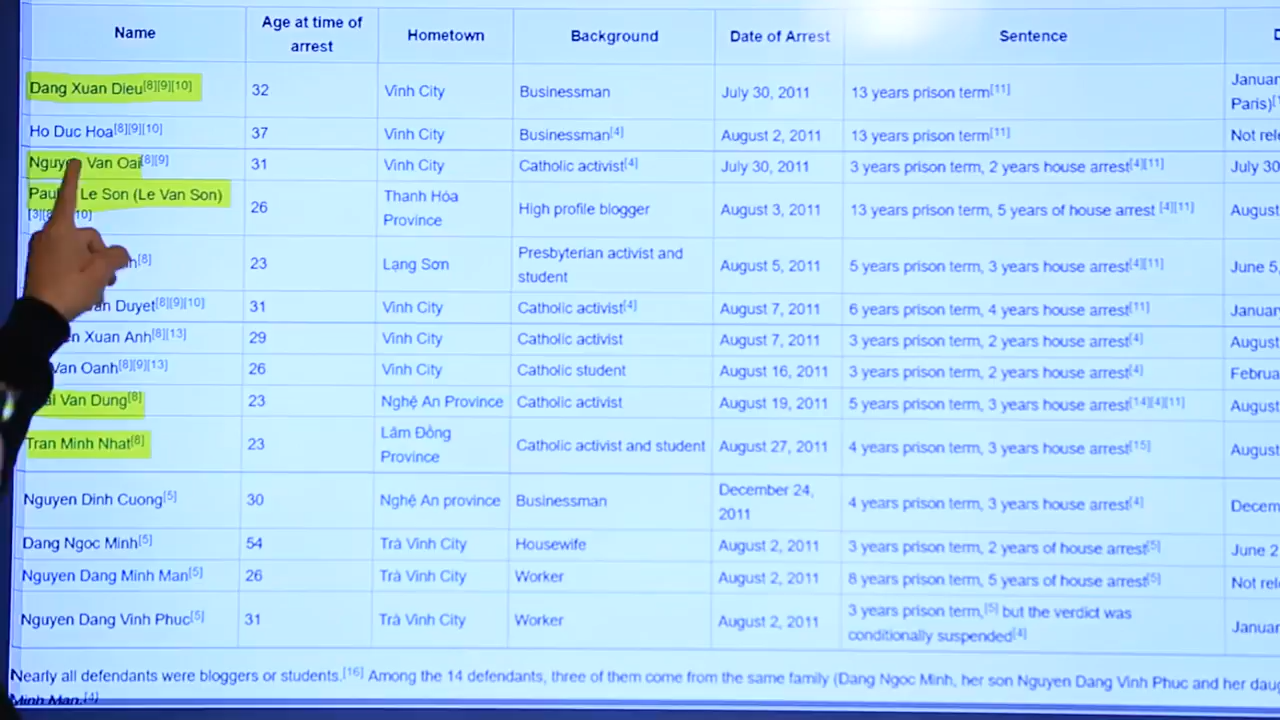 Name Age at time of arrest Hometown Background Date of Arrest Sentence
Dang Xuan Dieu[8][9][10] 32 Vinh City Businessman July 30, 2011 13 years prison term[11]
Paris)
Ho Duc Hoa[8][9][10] 37 Vinh City Businessman[4] August 2, 2011 13 years prison term[11] Not
Nguyen Van Oai[8][9] 31 Vinh City Catholic activist[4] July 30, 2011 3 years prison term, 2 years house arrest[4][11] July 30
Le Son (Le Van Son) 26 Thanh Hóa Province High profile blogger August 3, 2011 13 years prison term, 5 years of house arrest [4][11] August
[8] 23 Lạng Sơn Presbyterian activist and student August 5, 2011 5 years prison term, 3 years house arrest[4][11] June 5,
Duyet[8][9][10] 31 Vinh City Catholic activist[4] August 7, 2011 6 years prison term, 4 years house arrest[11]
Xuan Anh[8][13] 29 Vinh City Catholic activist August 7, 2011 3 years prison term, 2 years house arrest[4] August
Van Oanh[8][9][13] 26 Vinh City Catholic student August 16, 2011 3 years prison term, 2 years house arrest[4]
Van Dung[8] 23 Nghệ An Province Catholic activist August 19, 2011 5 years prison term, 3 years house arrest[14][4][11] August
Tran Minh Nhat[8] 23 Lâm Đồng Province Catholic activist and student August 27, 2011 4 years prison term, 3 years house arrest[15] August
Nguyen Dinh Cuong[5] 30 Nghệ An province Businessman December 24, 2011 4 years prison term, 3 years house arrest[4]
Dang Ngoc Minh[5] 54 Trà Vinh City Housewife August 2, 2011 3 years prison term, 2 years of house arrest[5] June 2
Nguyen Dang Minh Man[5] 26 Trà Vinh City Worker August 2, 2011 8 years prison term, 5 years of house arrest[5] Not
Nguyen Dang Vinh Phuc[5] 31 Trà Vinh City Worker August 2, 2011 3 years prison term,[5] but the verdict was conditionally suspended[4]
Nearly all defendants were bloggers or students.[16] Among the 14 defendants, three of them come from the same family (Dang Ngoc Minh, her son Nguyen Dang Vinh Phuc and her
Minh Man.[4]